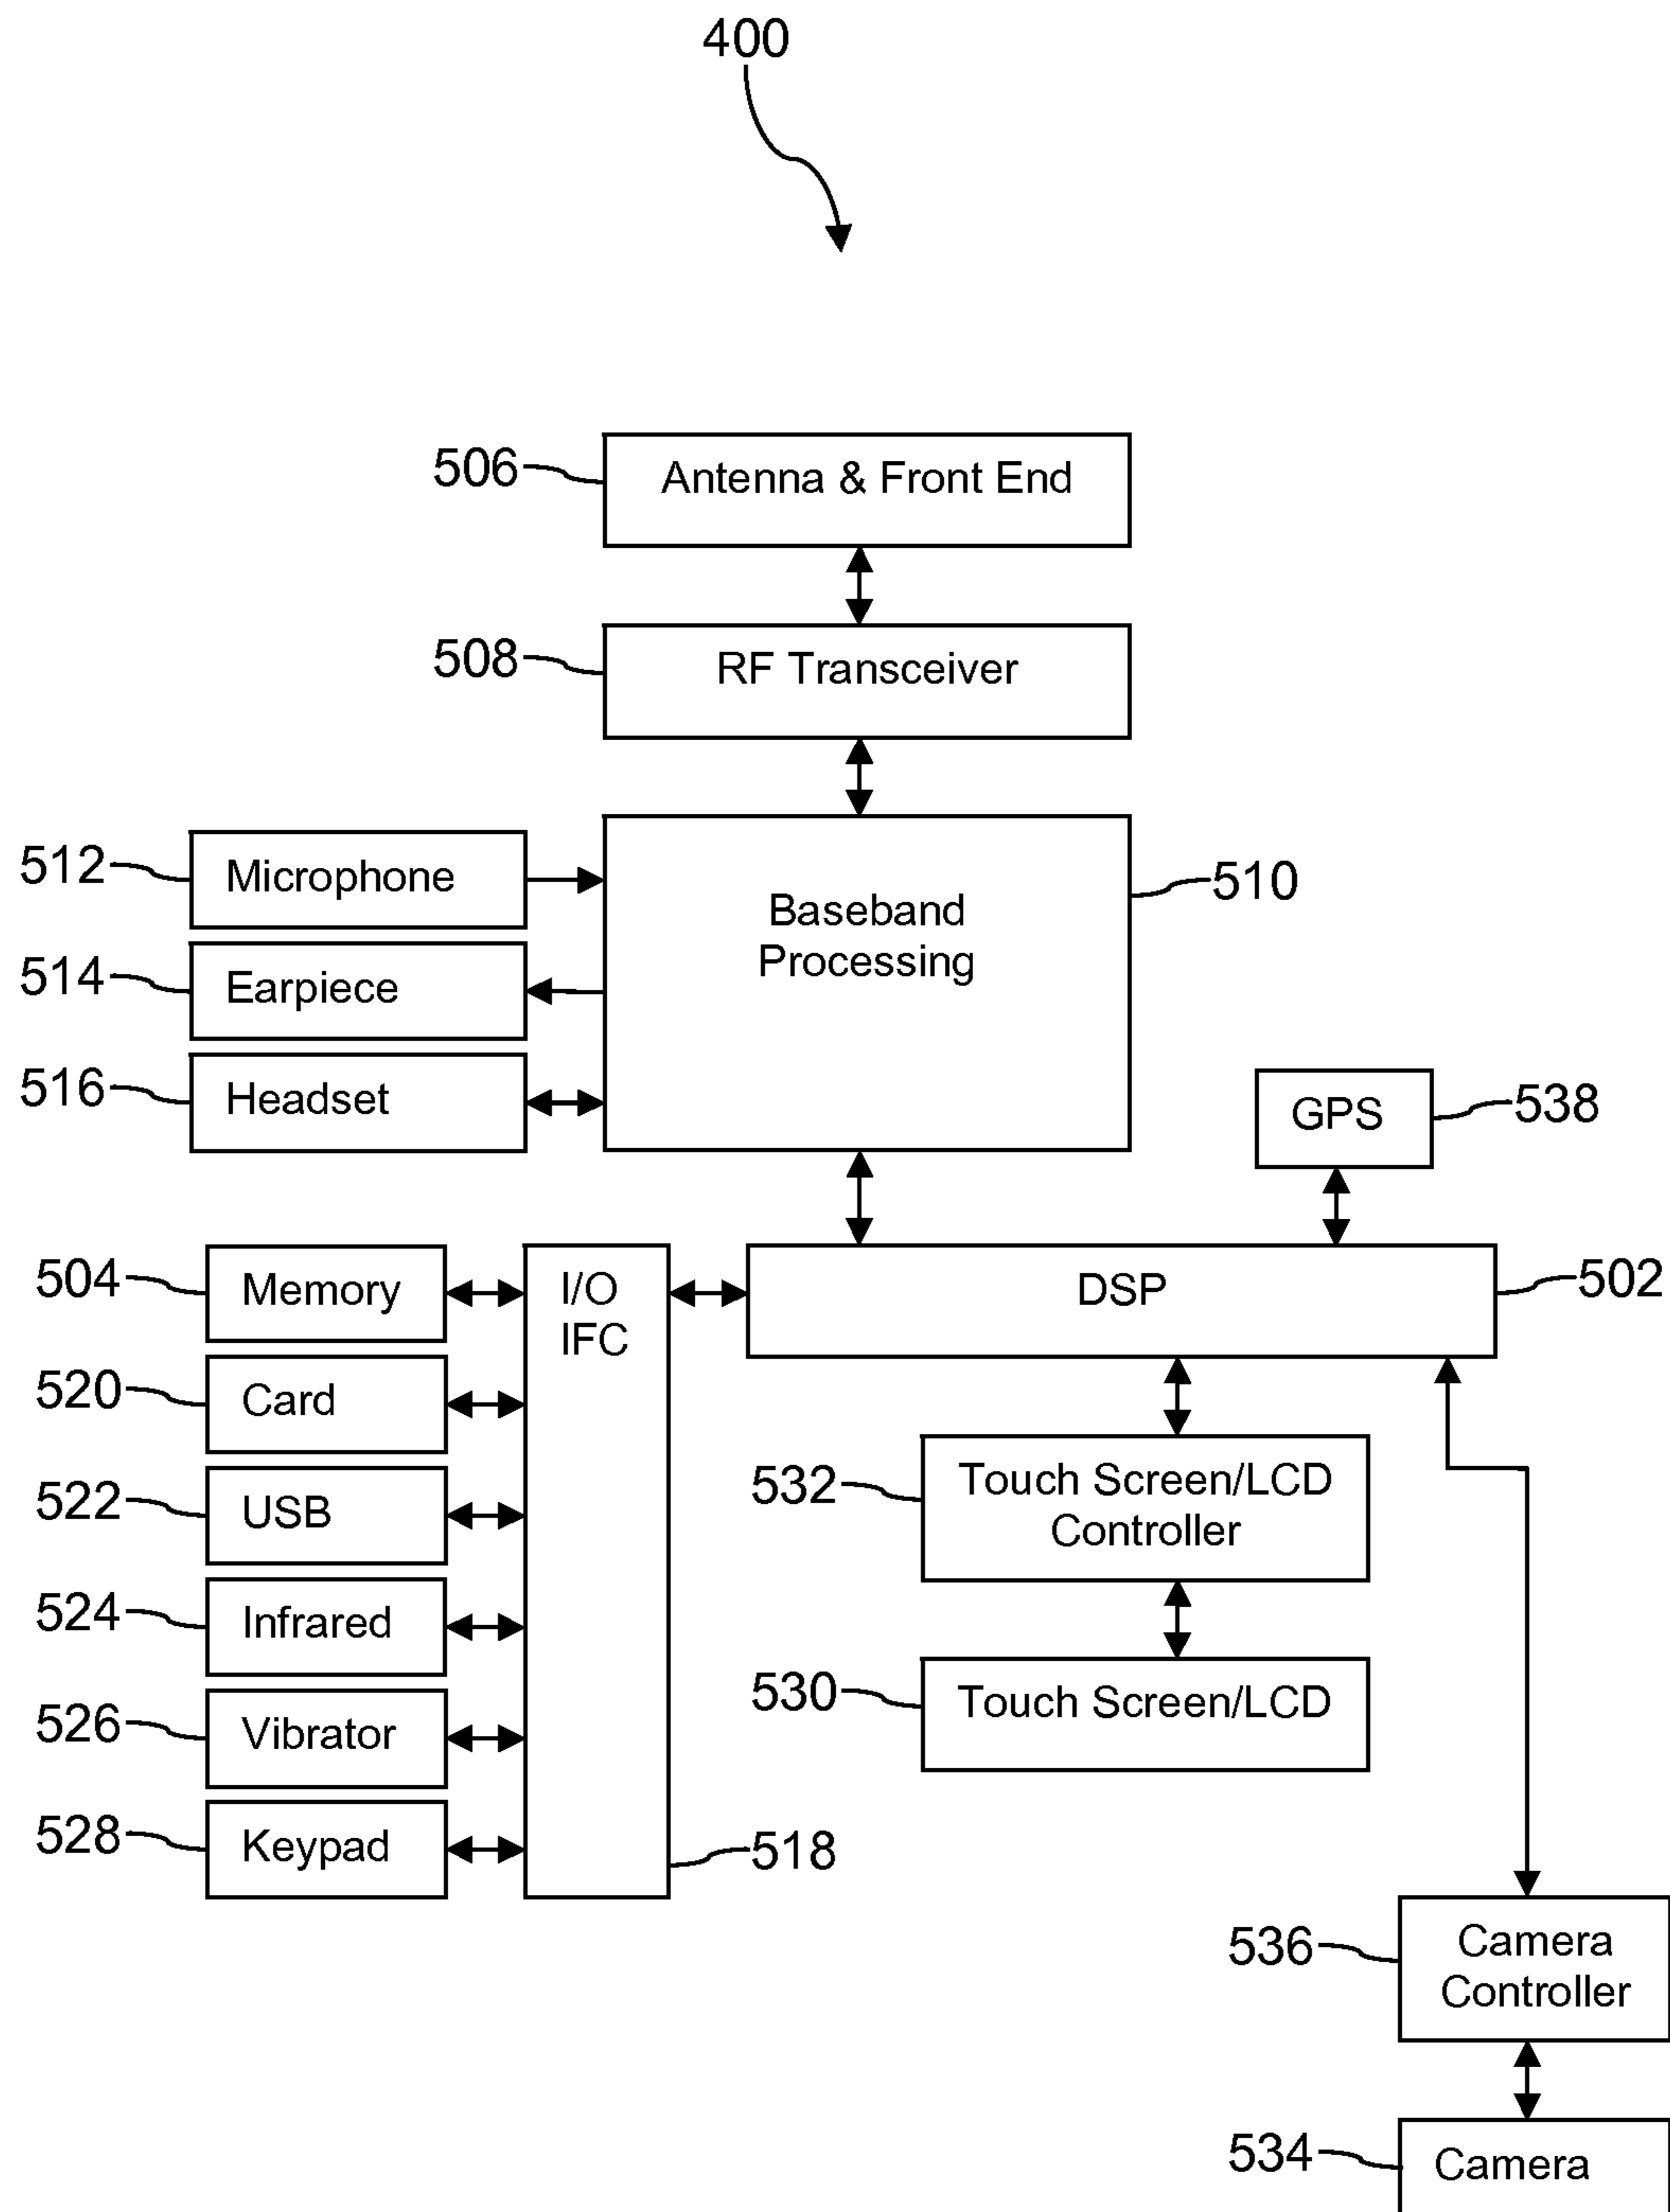 400
506
Antenna & Front End
508
RF Transceiver
512
Microphone
Baseband
Processing
510
514
Earpiece
516
Headset
GPS
538
504
Memory
I/O
IFC
DSP
502
520
Card
522
USB
532
Touch Screen/LCD
Controller
524
Infrared
526
Vibrator
530
Touch Screen/LCD
528
Keypad
518
536
Camera
Controller
534
Camera